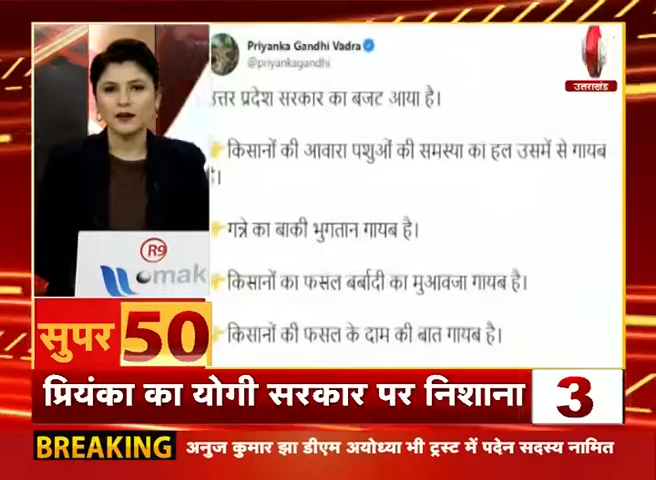 Priyanka Gandhi Vadra
@priyankagandhi
उत्तराखंड
उत्तर प्रदेश सरकार का बजट आया है।
किसानों की आवारा पशुओं की समस्या का हल उसमें से गायब
है।
गन्ने का बाकी भुगतान गायब है।
किसानों का फसल बर्बादी का मुआवजा गायब है।
किसानों की फसल के दाम की बात गायब है।
R9
omak
सुपर 50
प्रियंका का योगी सरकार पर निशाना 3
BREAKING अनुज कुमार झा डीएम अयोध्या भी ट्रस्ट में पदेन सदस्य नामित